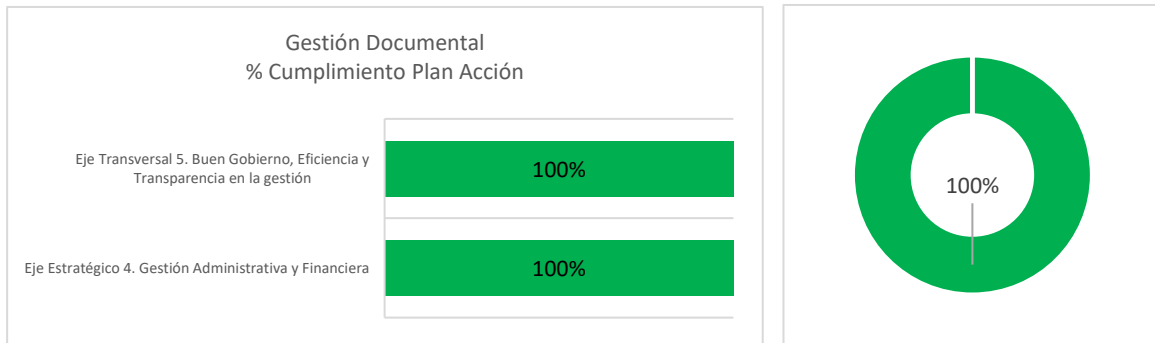 Gestión Documental
% Cumplimiento Plan Acción
Eje Transversal 5. Buen Gobierno, Eficiencia y
Transparencia en la gestión
100%
Eje Estratégico 4. Gestión Administrativa y Financiera
100%
100%